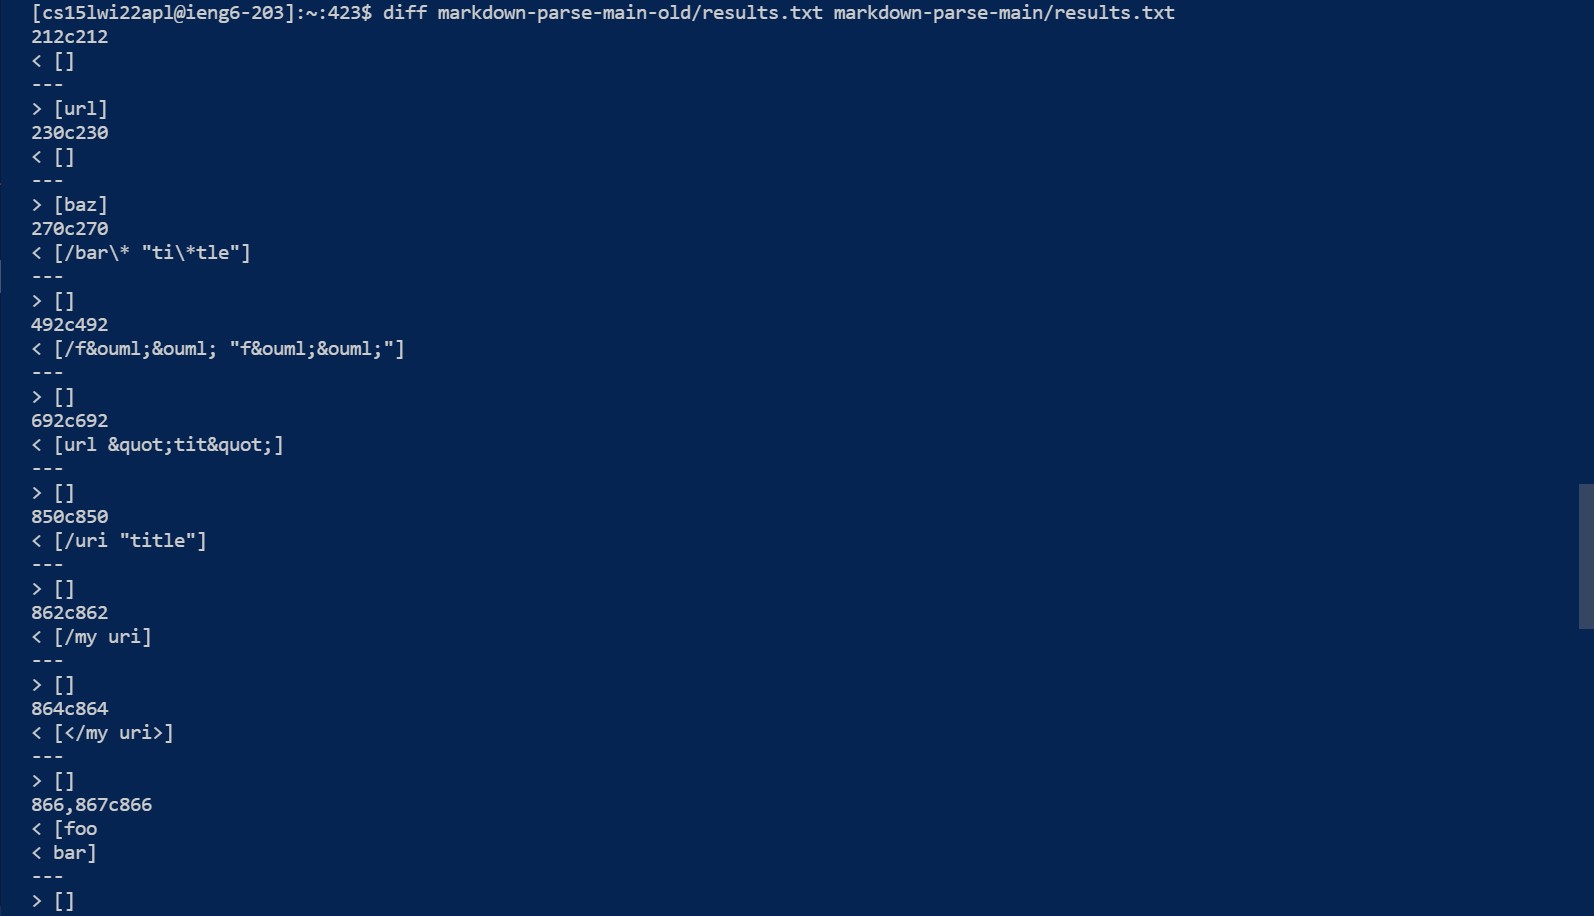 [cs15lwi22apl@ieng6-203]:~:423$ diff markdown-parse-main-old/results.txt markdown-parse-main/results.txt
212c212
< []
---
> [url]
230c230
< []
---
> [baz]
270c270
< [/bar\* "ti\*tle"]
---
> []
492c492
< [/f&ouml;&ouml; "f&ouml;&ouml;"]
---
> []
692c692
< [url &quot;tit&quot;]
---
> []
850c850
< [/uri "title"]
---
> []
862c862
< [/my uri]
---
> []
864c864
< [</my uri>]
---
> []
866,867c866
< [foo
< bar]
---
> []